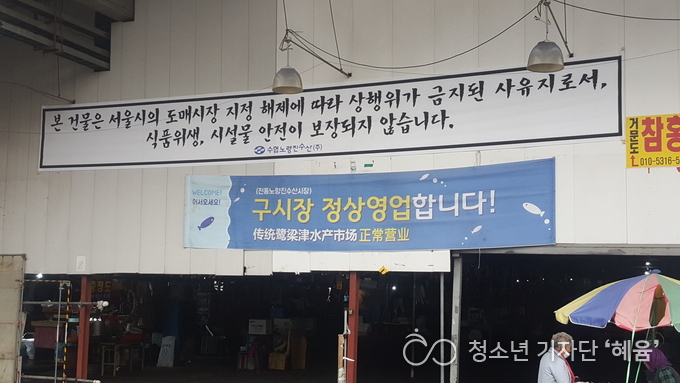 본 건물은 서울시의 도매시장 지정 해제에 따라 상행위가 금지된 사유지로서,
식품위생, 시설물 안전이 보장되지 않습니다.
수협노량진수산(주)
WELCOME!
어서오세요!
(전통노량진수산시장)
구시장 정상영업합니다!
传统鹭梁津水产市场 正常营业
거문도
참홍
010-5316-5
청소년 기자단 '혜윰'